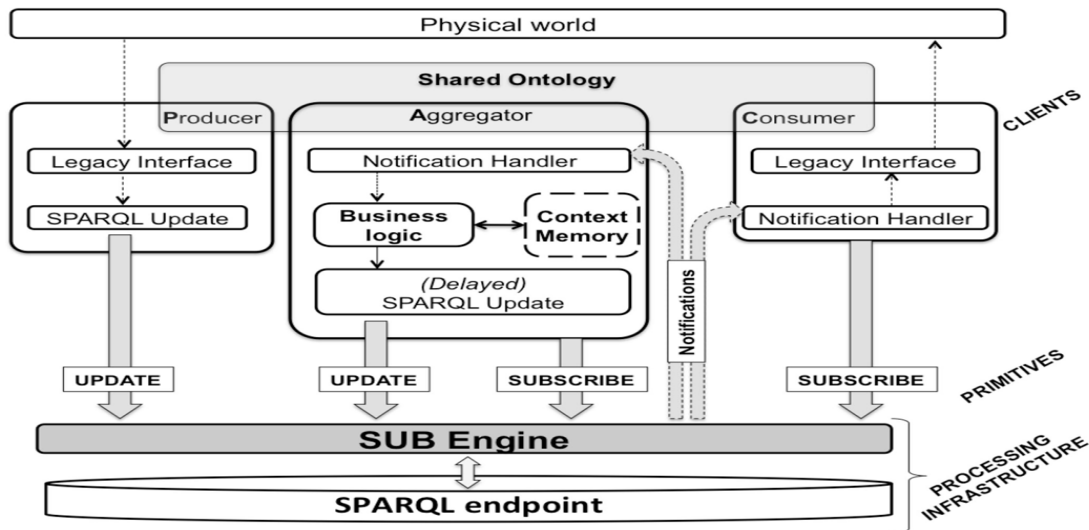 Physical world
Shared Ontology
Producer
Aggregator
Consumer
CLIENTS
Legacy Interface
Notification Handler
Legacy Interface
SPARQL Update
Business
logic
Context
Memory
Notification Handler
(Delayed)
SPARQL Update
Notifications
UPDATE
UPDATE
SUBSCRIBE
SUBSCRIBE
PRIMITIVES
SUB Engine
SPARQL endpoint
PROCESSING
INFRASTRUCTURE